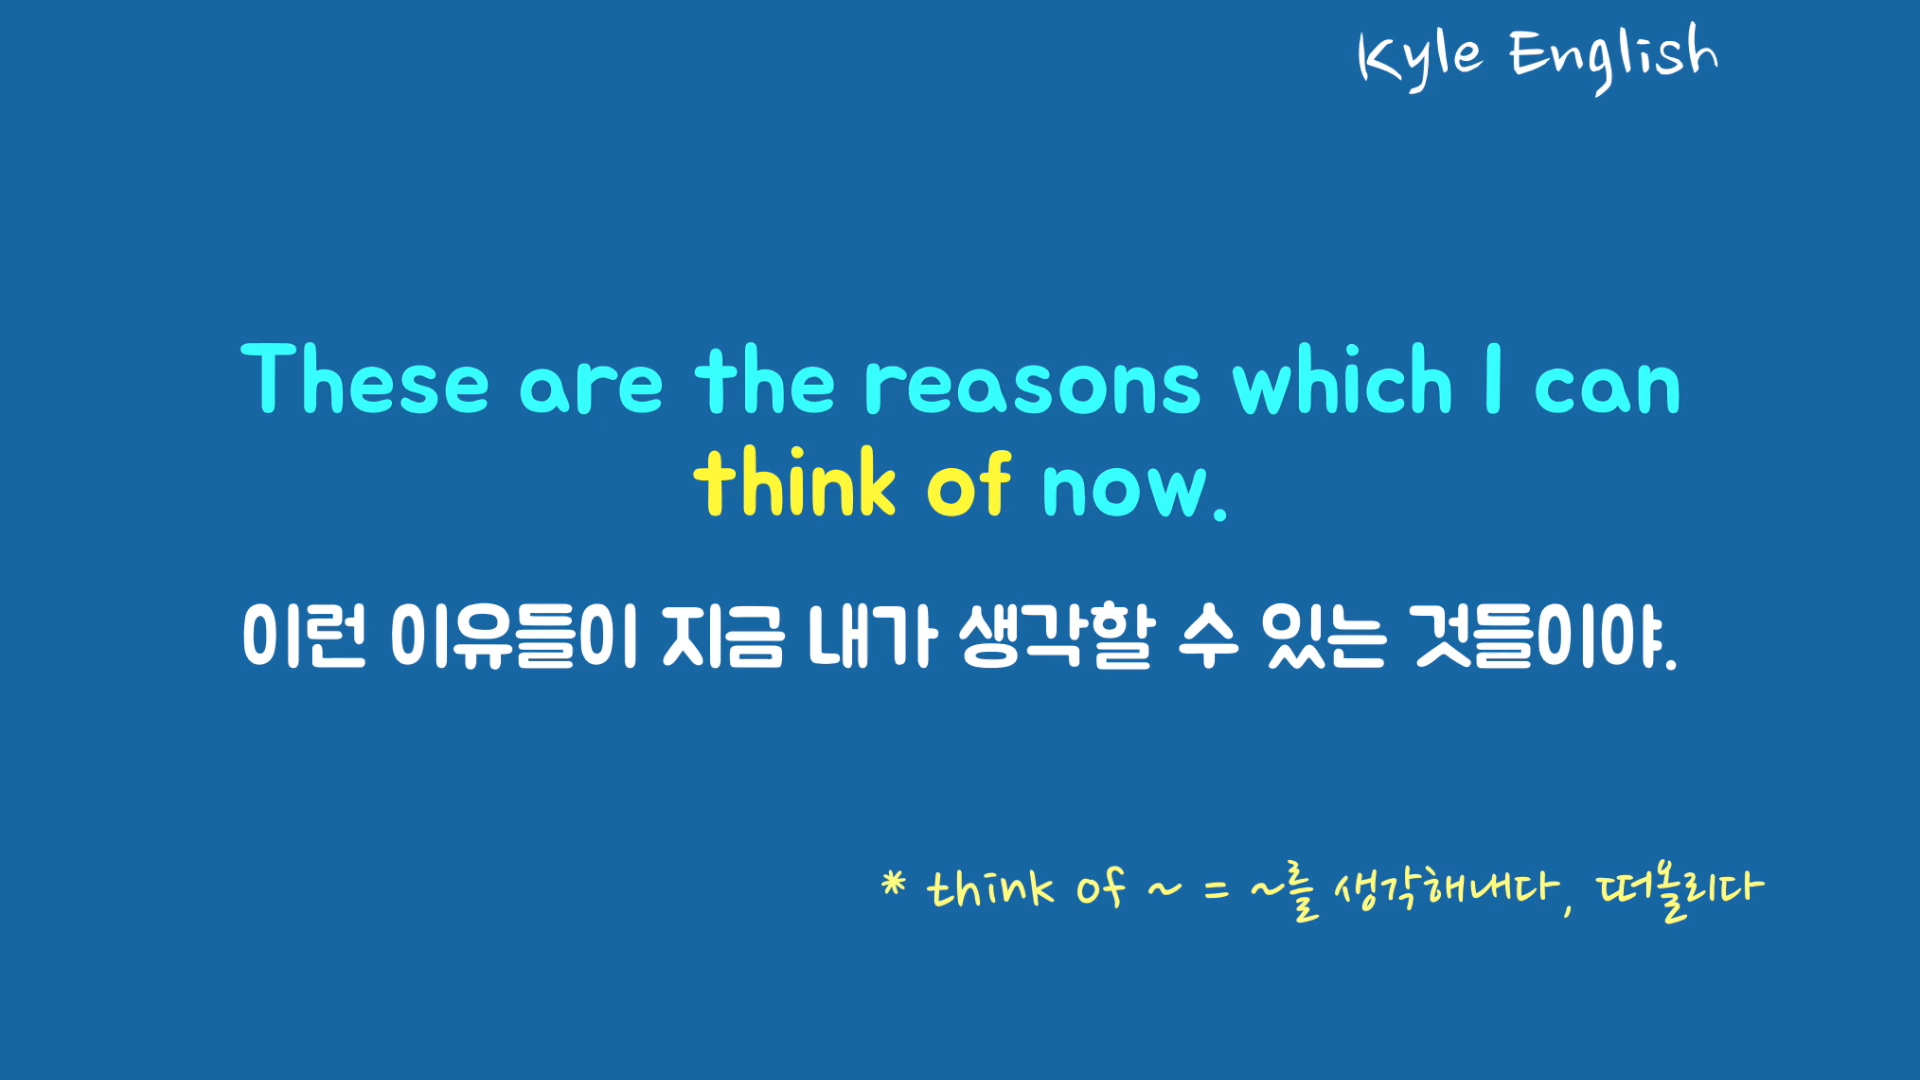 Kyle English
These are the reasons which I can
think of now.
이런 이유들이 지금 내가 생각할 수 있는 것들이야.
* think of ~ = ~를 생각해내다, 떠올리다